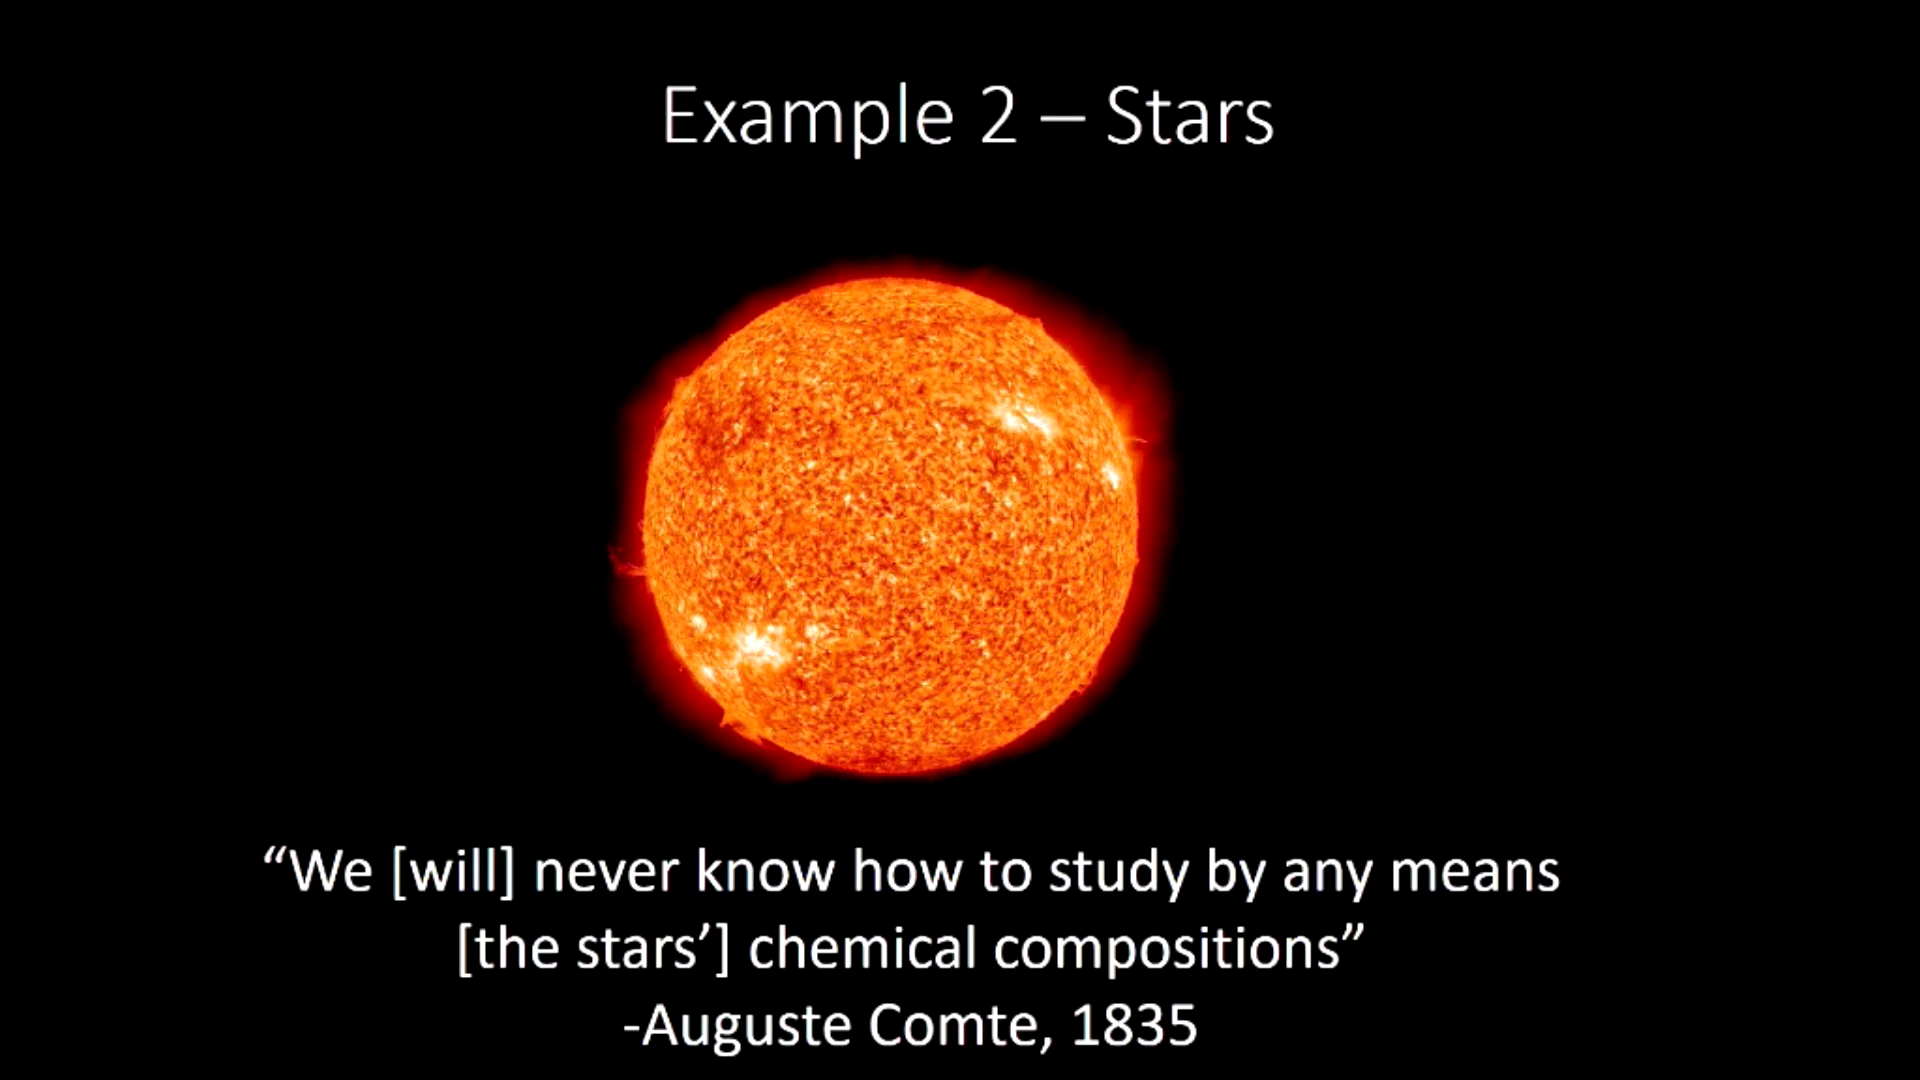 Example 2 – Stars
“We [will] never know how to study by any means
[the stars’] chemical compositions”
-Auguste Comte, 1835